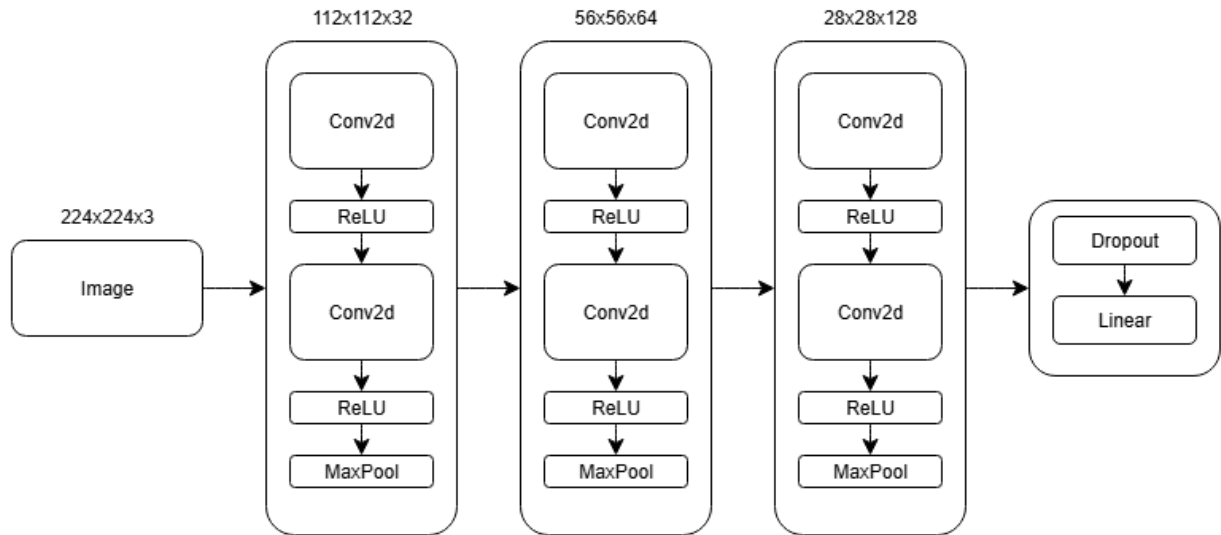 224x224x3
Image
112x112x32
Conv2d
ReLU
Conv2d
ReLU
MaxPool
56x56x64
Conv2d
ReLU
Conv2d
ReLU
MaxPool
28x28x128
Conv2d
ReLU
Conv2d
ReLU
MaxPool
Dropout
Linear